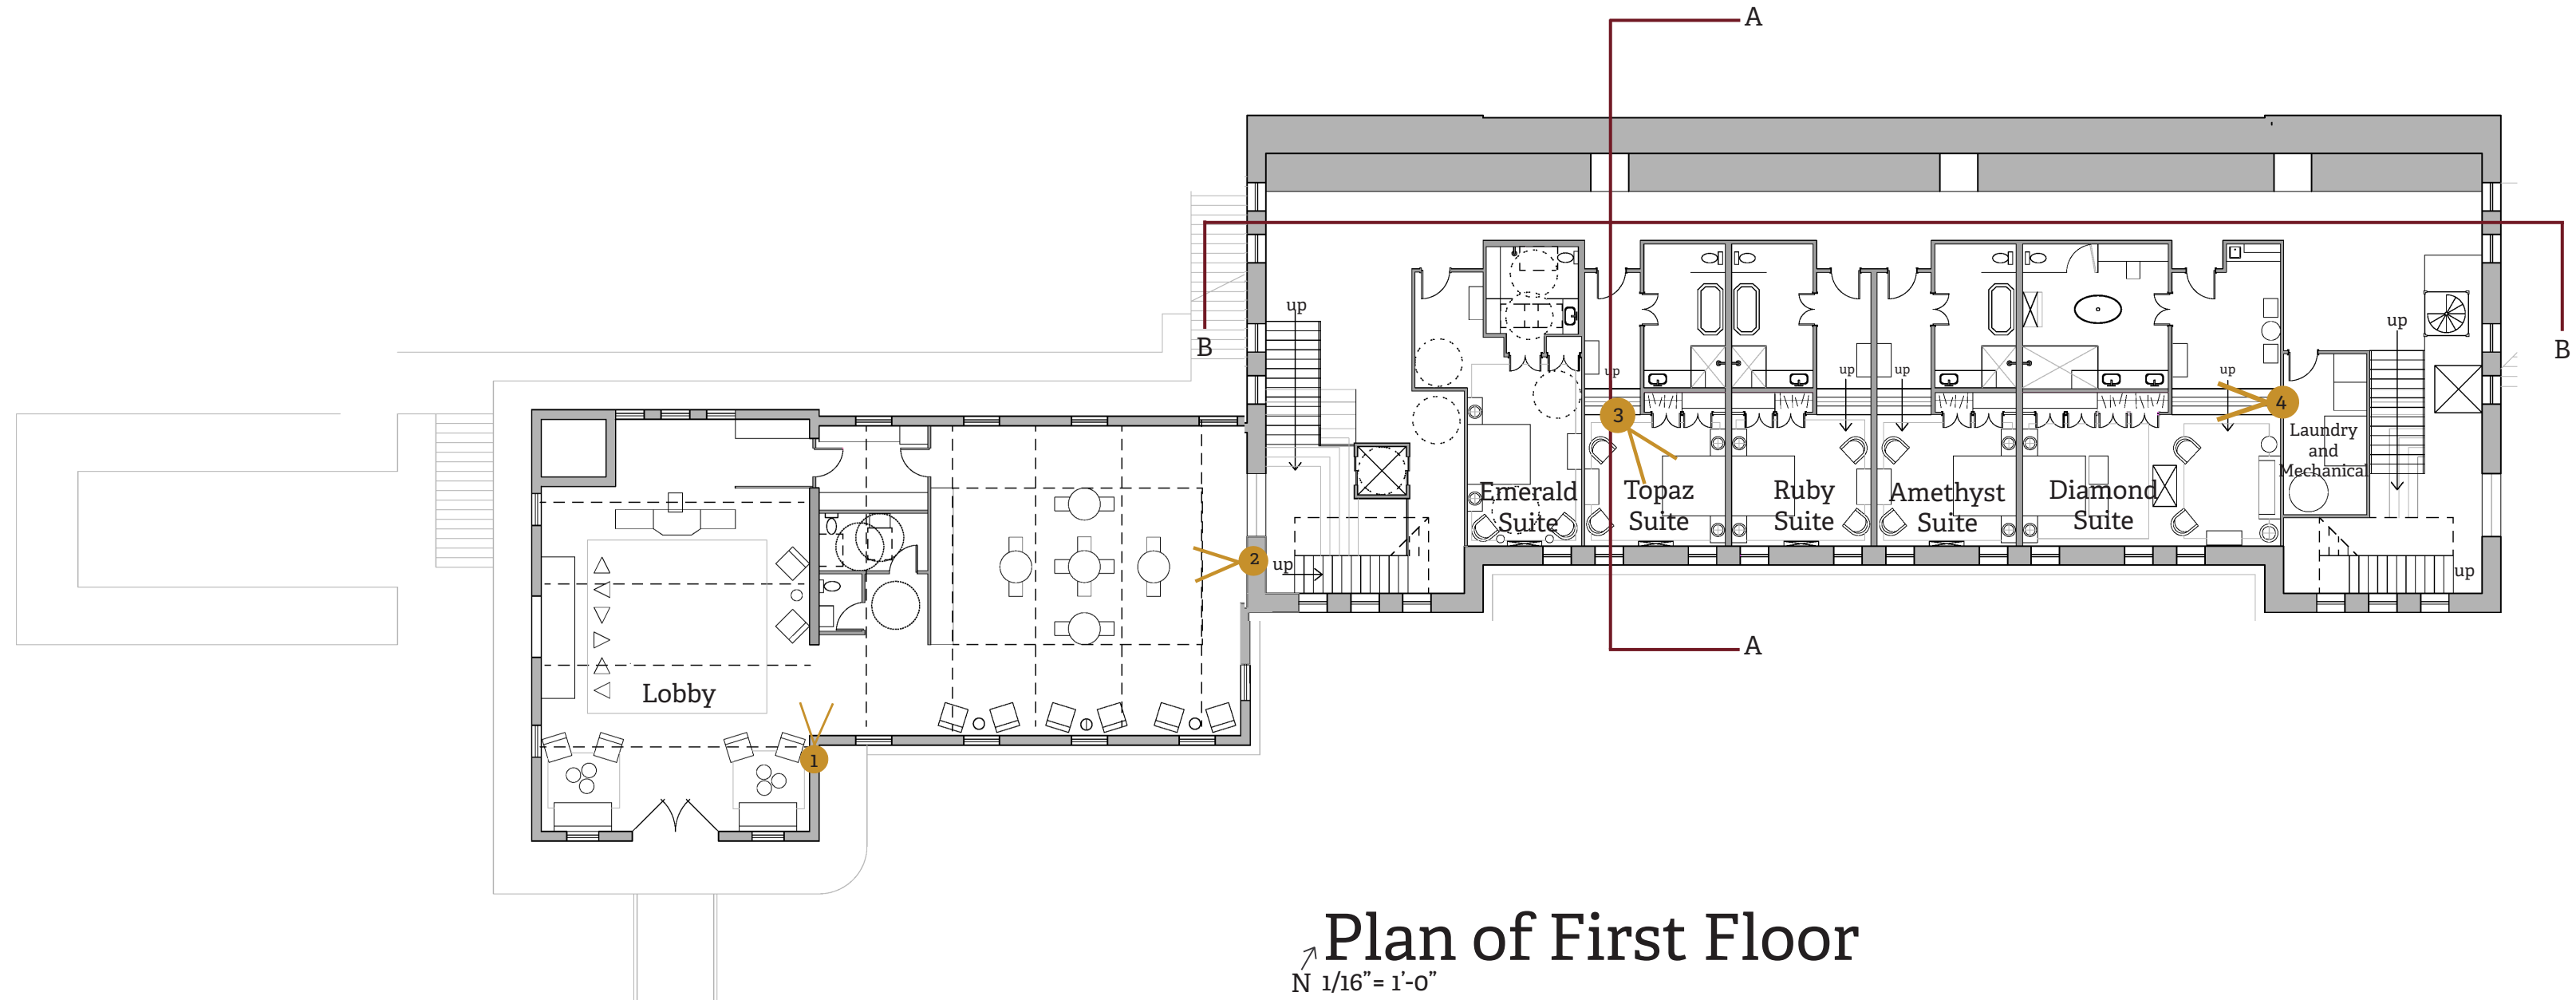 A
up
up
B
B
up
up
up
up
3
4
Laundry
and
Mechanical
Emerald
Suite
Topaz
Suite
Ruby
Suite
Amethyst
Suite
Diamond
Suite
2
up
up
A
Lobby
1
Plan of First Floor
N 1/16”= 1’-0”